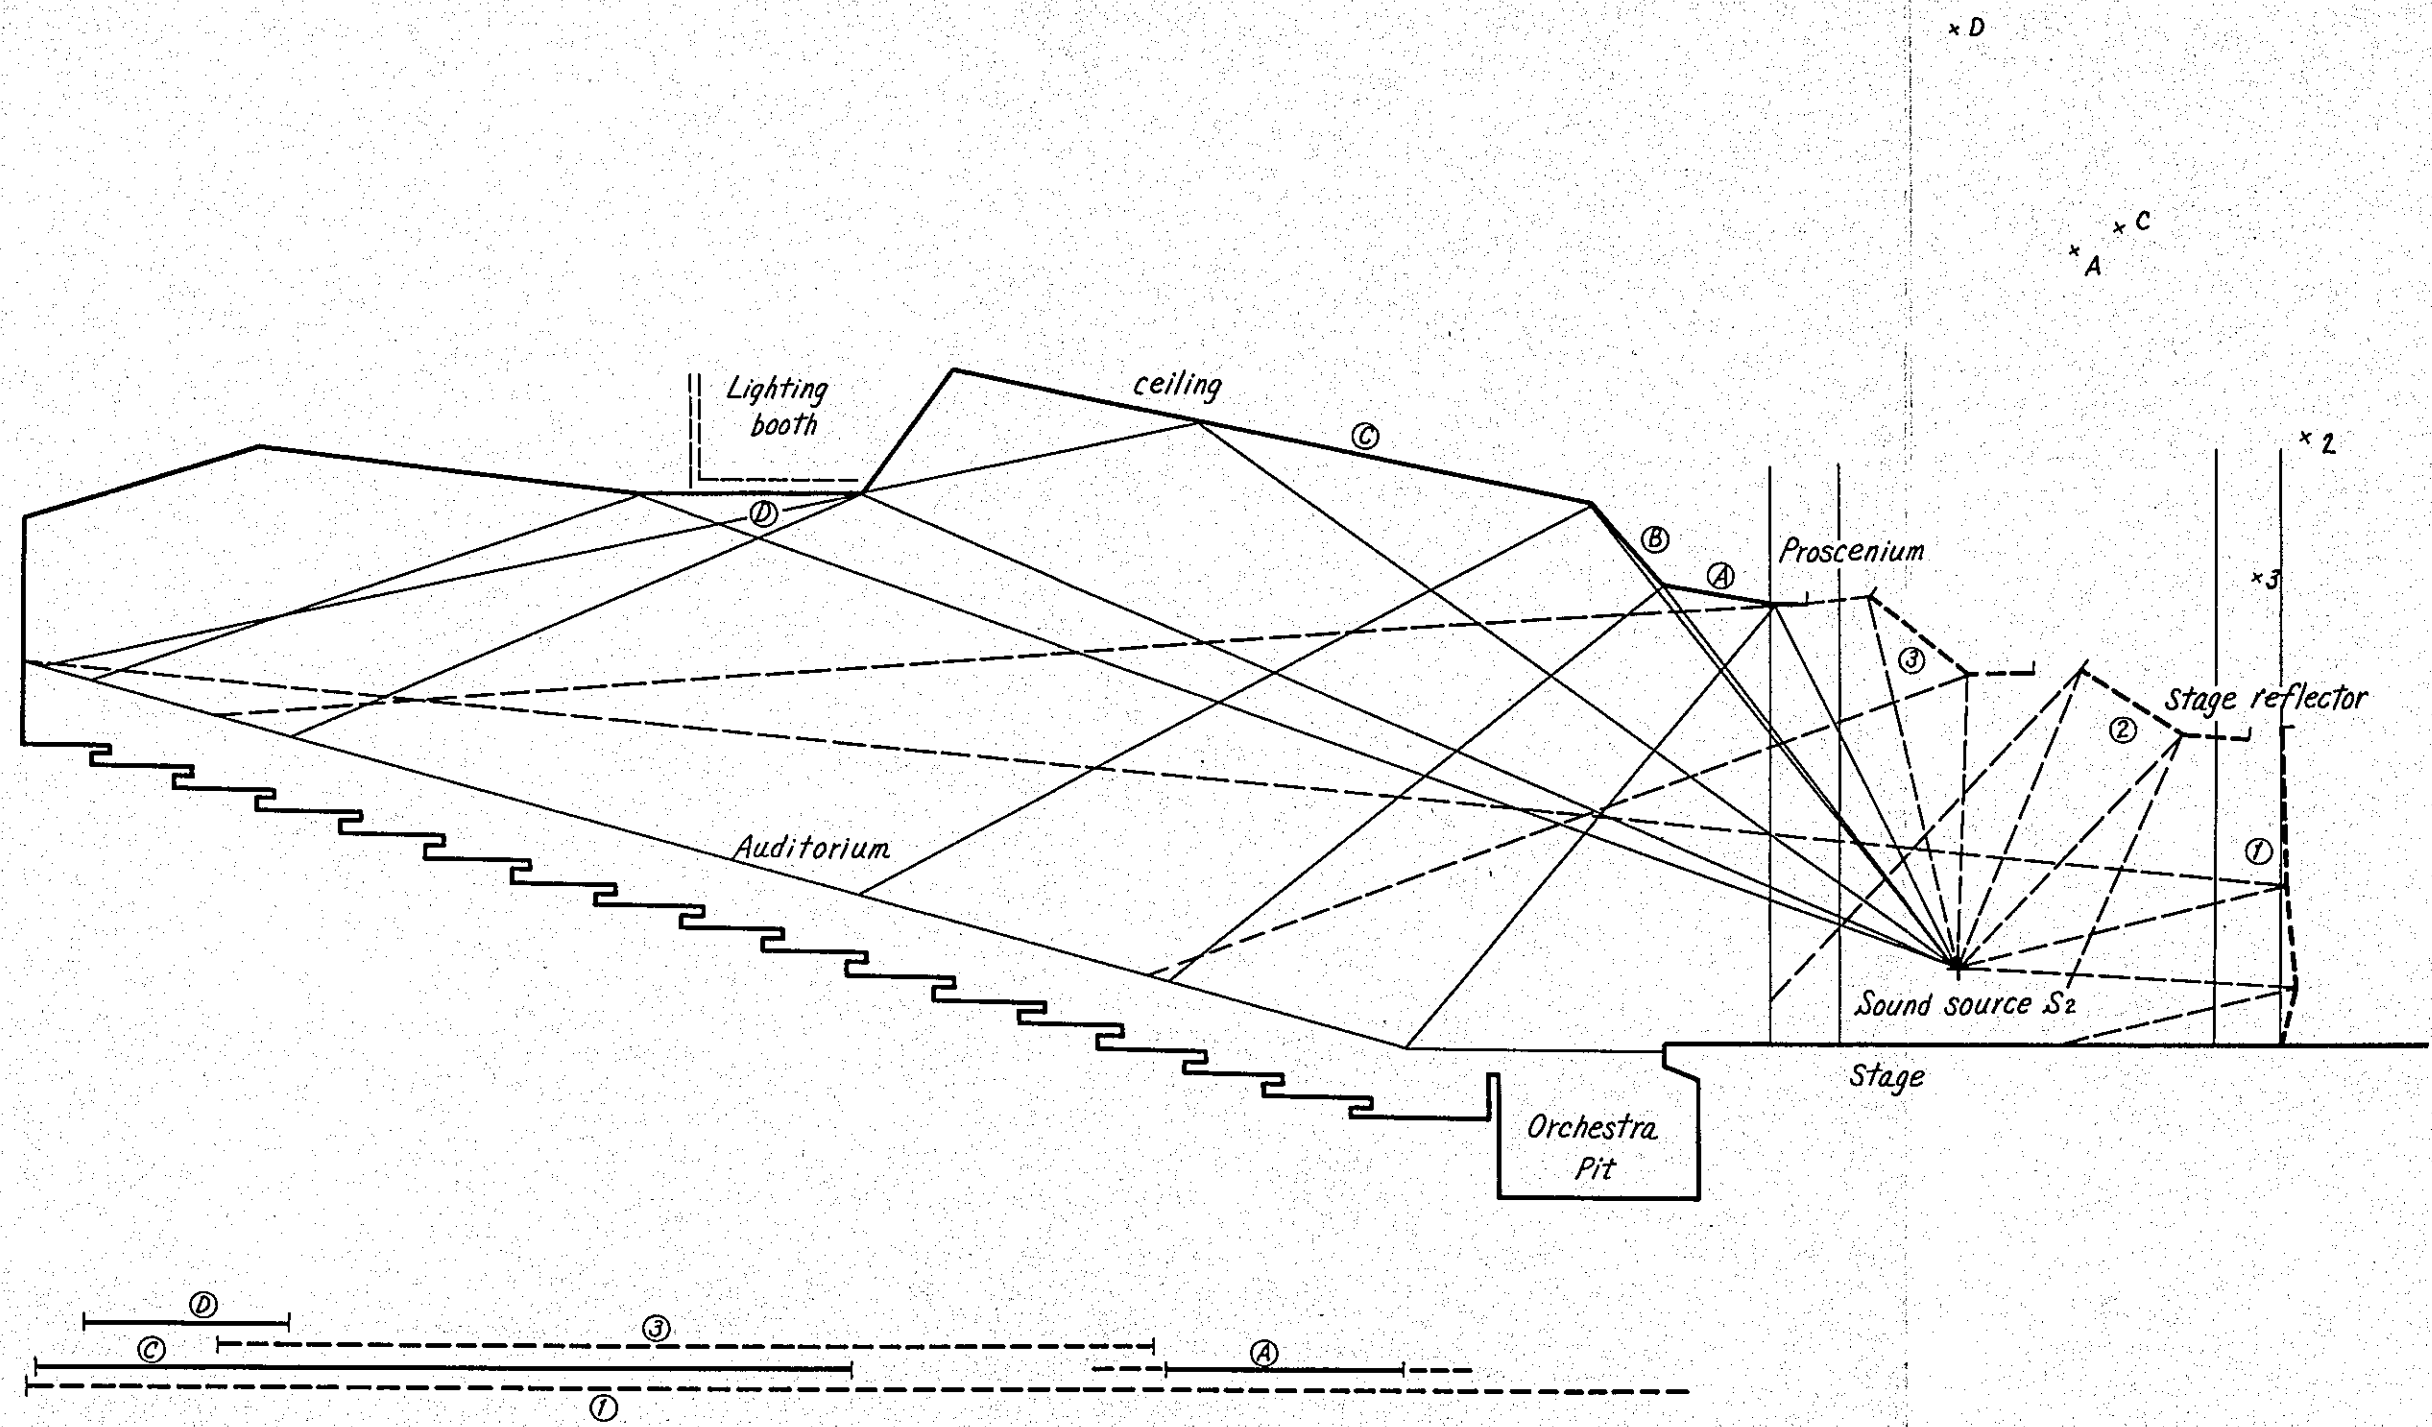 × D
× C
× A
Lighting
booth
ceiling
Ⓒ
× 2
Ⓓ
Ⓑ
Proscenium
Ⓐ
× 3
③
Stage reflector
②
Auditorium
①
Sound source S2
Stage
Orchestra
Pit
Ⓓ
③
Ⓒ
Ⓐ
①